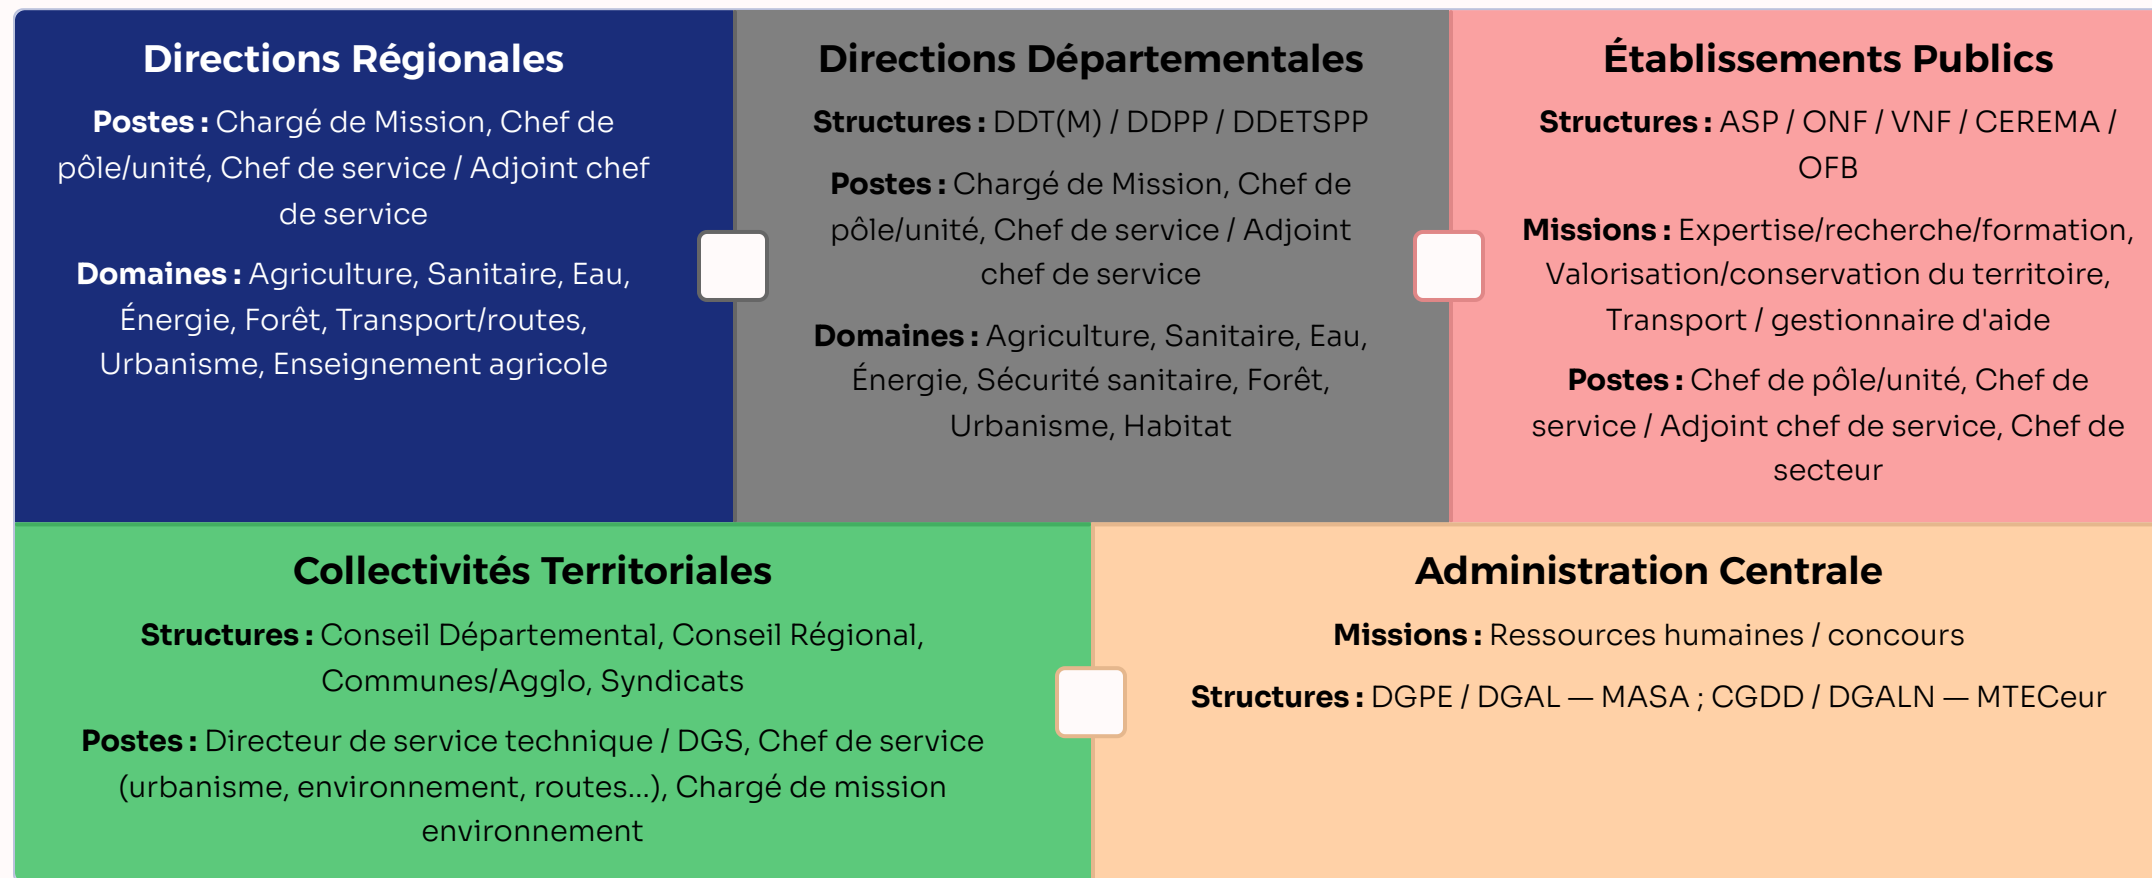 Directions Régionales
Postes : Chargé de Mission, Chef de
pôle/unité, Chef de service / Adjoint chef
de service
Domaines : Agriculture, Sanitaire, Eau,
Énergie, Forêt, Transport/routes,
Urbanisme, Enseignement agricole
Directions Départementales
Structures : DDT(M) / DDPP / DDETSPP
Postes : Chargé de Mission, Chef de
pôle/unité, Chef de service / Adjoint
chef de service
Domaines : Agriculture, Sanitaire, Eau,
Énergie, Sécurité sanitaire, Forêt,
Urbanisme, Habitat
Établissements Publics
Structures : ASP / ONF / VNF / CEREMA /
OFB
Missions : Expertise/recherche/formation,
Valorisation/conservation du territoire,
Transport / gestionnaire d'aide
Postes : Chef de pôle/unité, Chef de
service / Adjoint chef de service, Chef de
secteur
Collectivités Territoriales
Structures : Conseil Départemental, Conseil Régional,
Communes/Agglo, Syndicats
Postes : Directeur de service technique / DGS, Chef de service
(urbanisme, environnement, routes...), Chargé de mission
environnement
Administration Centrale
Missions : Ressources humaines / concours
Structures : DGPE / DGAL — MASA ; CGDD / DGALN — MTECeur